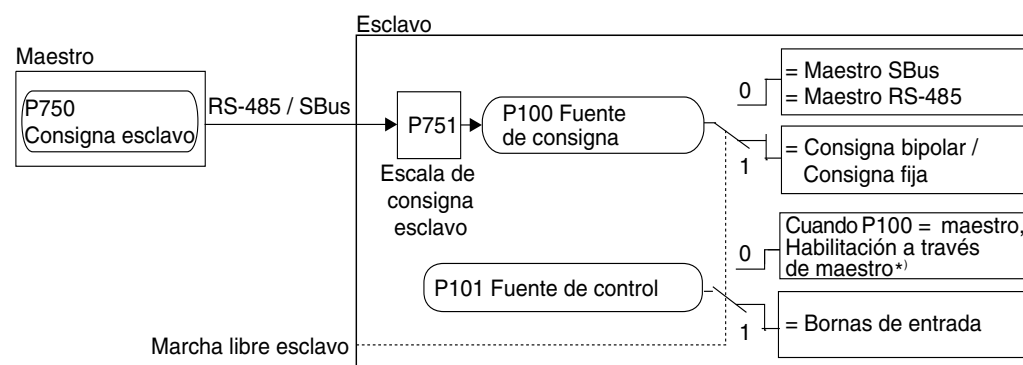 Esclavo
Maestro
P750
Consigna esclavo
RS-485 / SBus
P751
Escala de
consigna
esclavo
P100 Fuente
de consigna
0
= Maestro SBus
= Maestro RS-485
1
= Consigna bipolar /
Consigna fija
P101 Fuente de control
0
Cuando P100 = maestro,
Habilitación a través
de maestro*)
1
= Bornas de entrada
Marcha libre esclavo